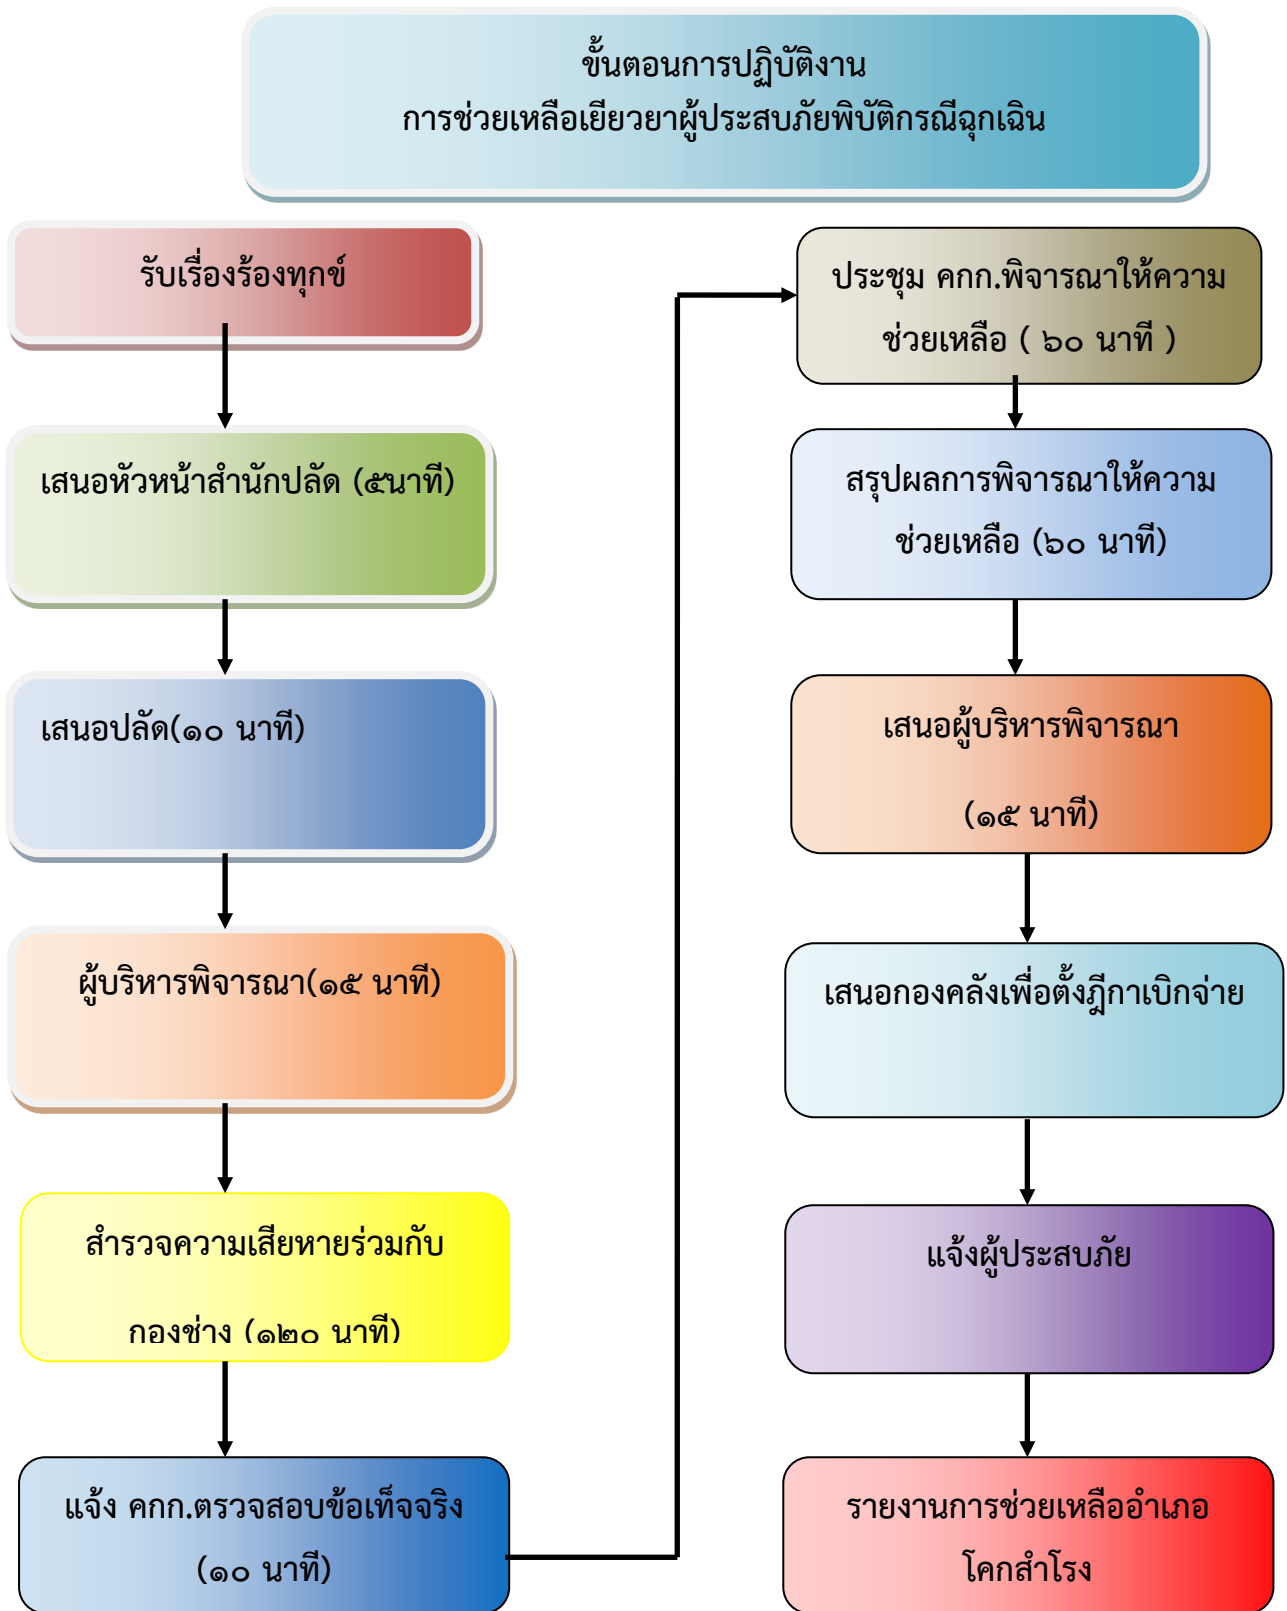 ขั้นตอนการปฏิบัติงาน
การช่วยเหลือเยียวยาผู้ประสบภัยพิบัติกรณีฉุกเฉิน
รับเรื่องร้องทุกข์
เสนอหัวหน้าสำนักปลัด (๕นาที)
เสนอปลัด(๑๐ นาที)
ผู้บริหารพิจารณา(๑๕ นาที)
สำรวจความเสียหายร่วมกับ
กองช่าง (๑๒๐ นาที)
แจ้ง คกก.ตรวจสอบข้อเท็จจริง
(๑๐ นาที)
ประชุม คกก.พิจารณาให้ความ
ช่วยเหลือ ( ๖๐ นาที )
สรุปผลการพิจารณาให้ความ
ช่วยเหลือ (๖๐ นาที)
เสนอผู้บริหารพิจารณา
(๑๕ นาที)
เสนอกองคลังเพื่อตั้งฎีกาเบิกจ่าย
แจ้งผู้ประสบภัย
รายงานการช่วยเหลืออำเภอ
โคกสำโรง